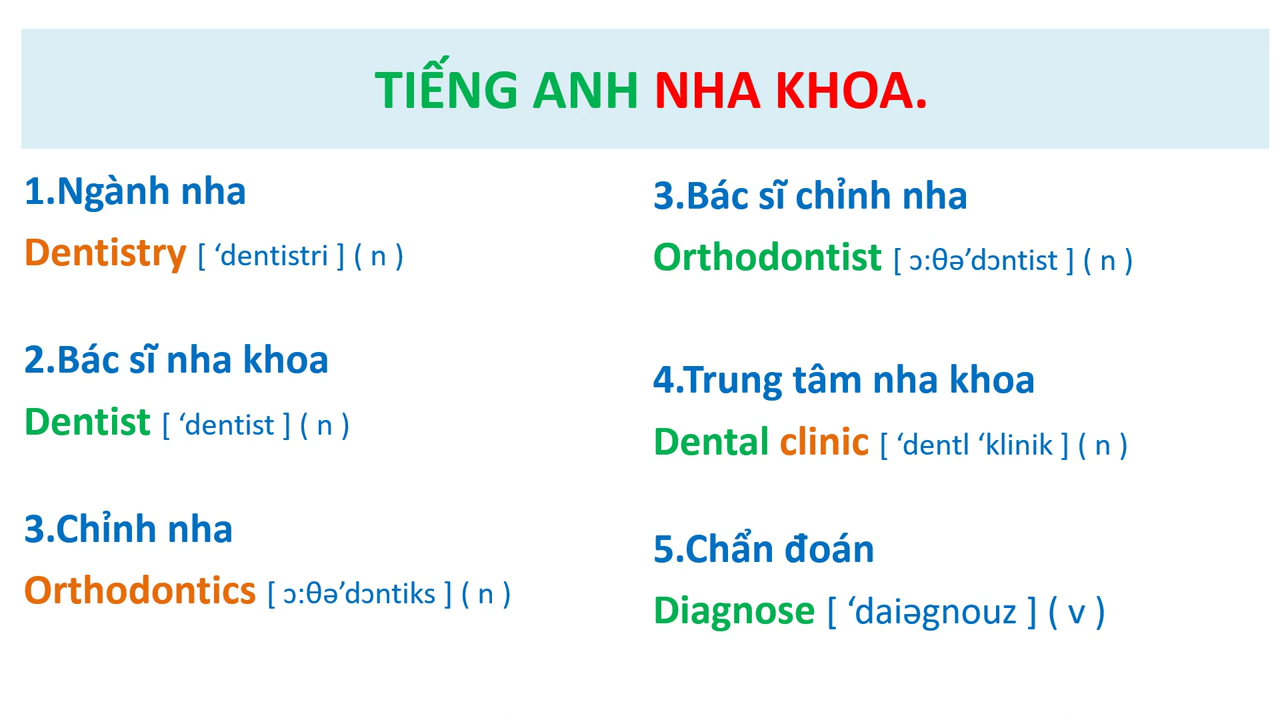 TIẾNG ANH NHA KHOA.
1.Ngành nha
Dentistry [ ‘dentistri ] ( n )
2.Bác sĩ nha khoa
Dentist [ ‘dentist ] ( n )
3.Chỉnh nha
Orthodontics [ ɔ:θə’dɔntiks ] ( n )
3.Bác sĩ chỉnh nha
Orthodontist [ ɔ:θə’dɔntist ] ( n )
4.Trung tâm nha khoa
Dental clinic [ ‘dentl ‘klinik ] ( n )
5.Chẩn đoán
Diagnose [ ‘daiəgnouz ] ( v )